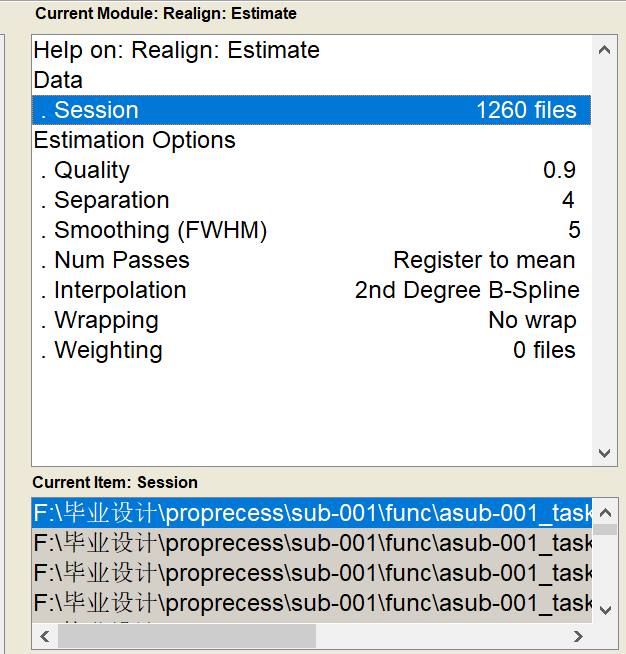 Current Module: Realign: Estimate
Help on: Realign: Estimate
Data
. Session 1260 files
Estimation Options
. Quality 0.9
. Separation 4
. Smoothing (FWHM) 5
. Num Passes Register to mean
. Interpolation 2nd Degree B-Spline
. Wrapping No wrap
. Weighting 0 files
Current Item: Session
F:\毕业设计\proprecess\sub-001\func\asub-001_task
F:\毕业设计\proprecess\sub-001\func\asub-001_task
F:\毕业设计\proprecess\sub-001\func\asub-001_task
F:\毕业设计\proprecess\sub-001\func\asub-001_task